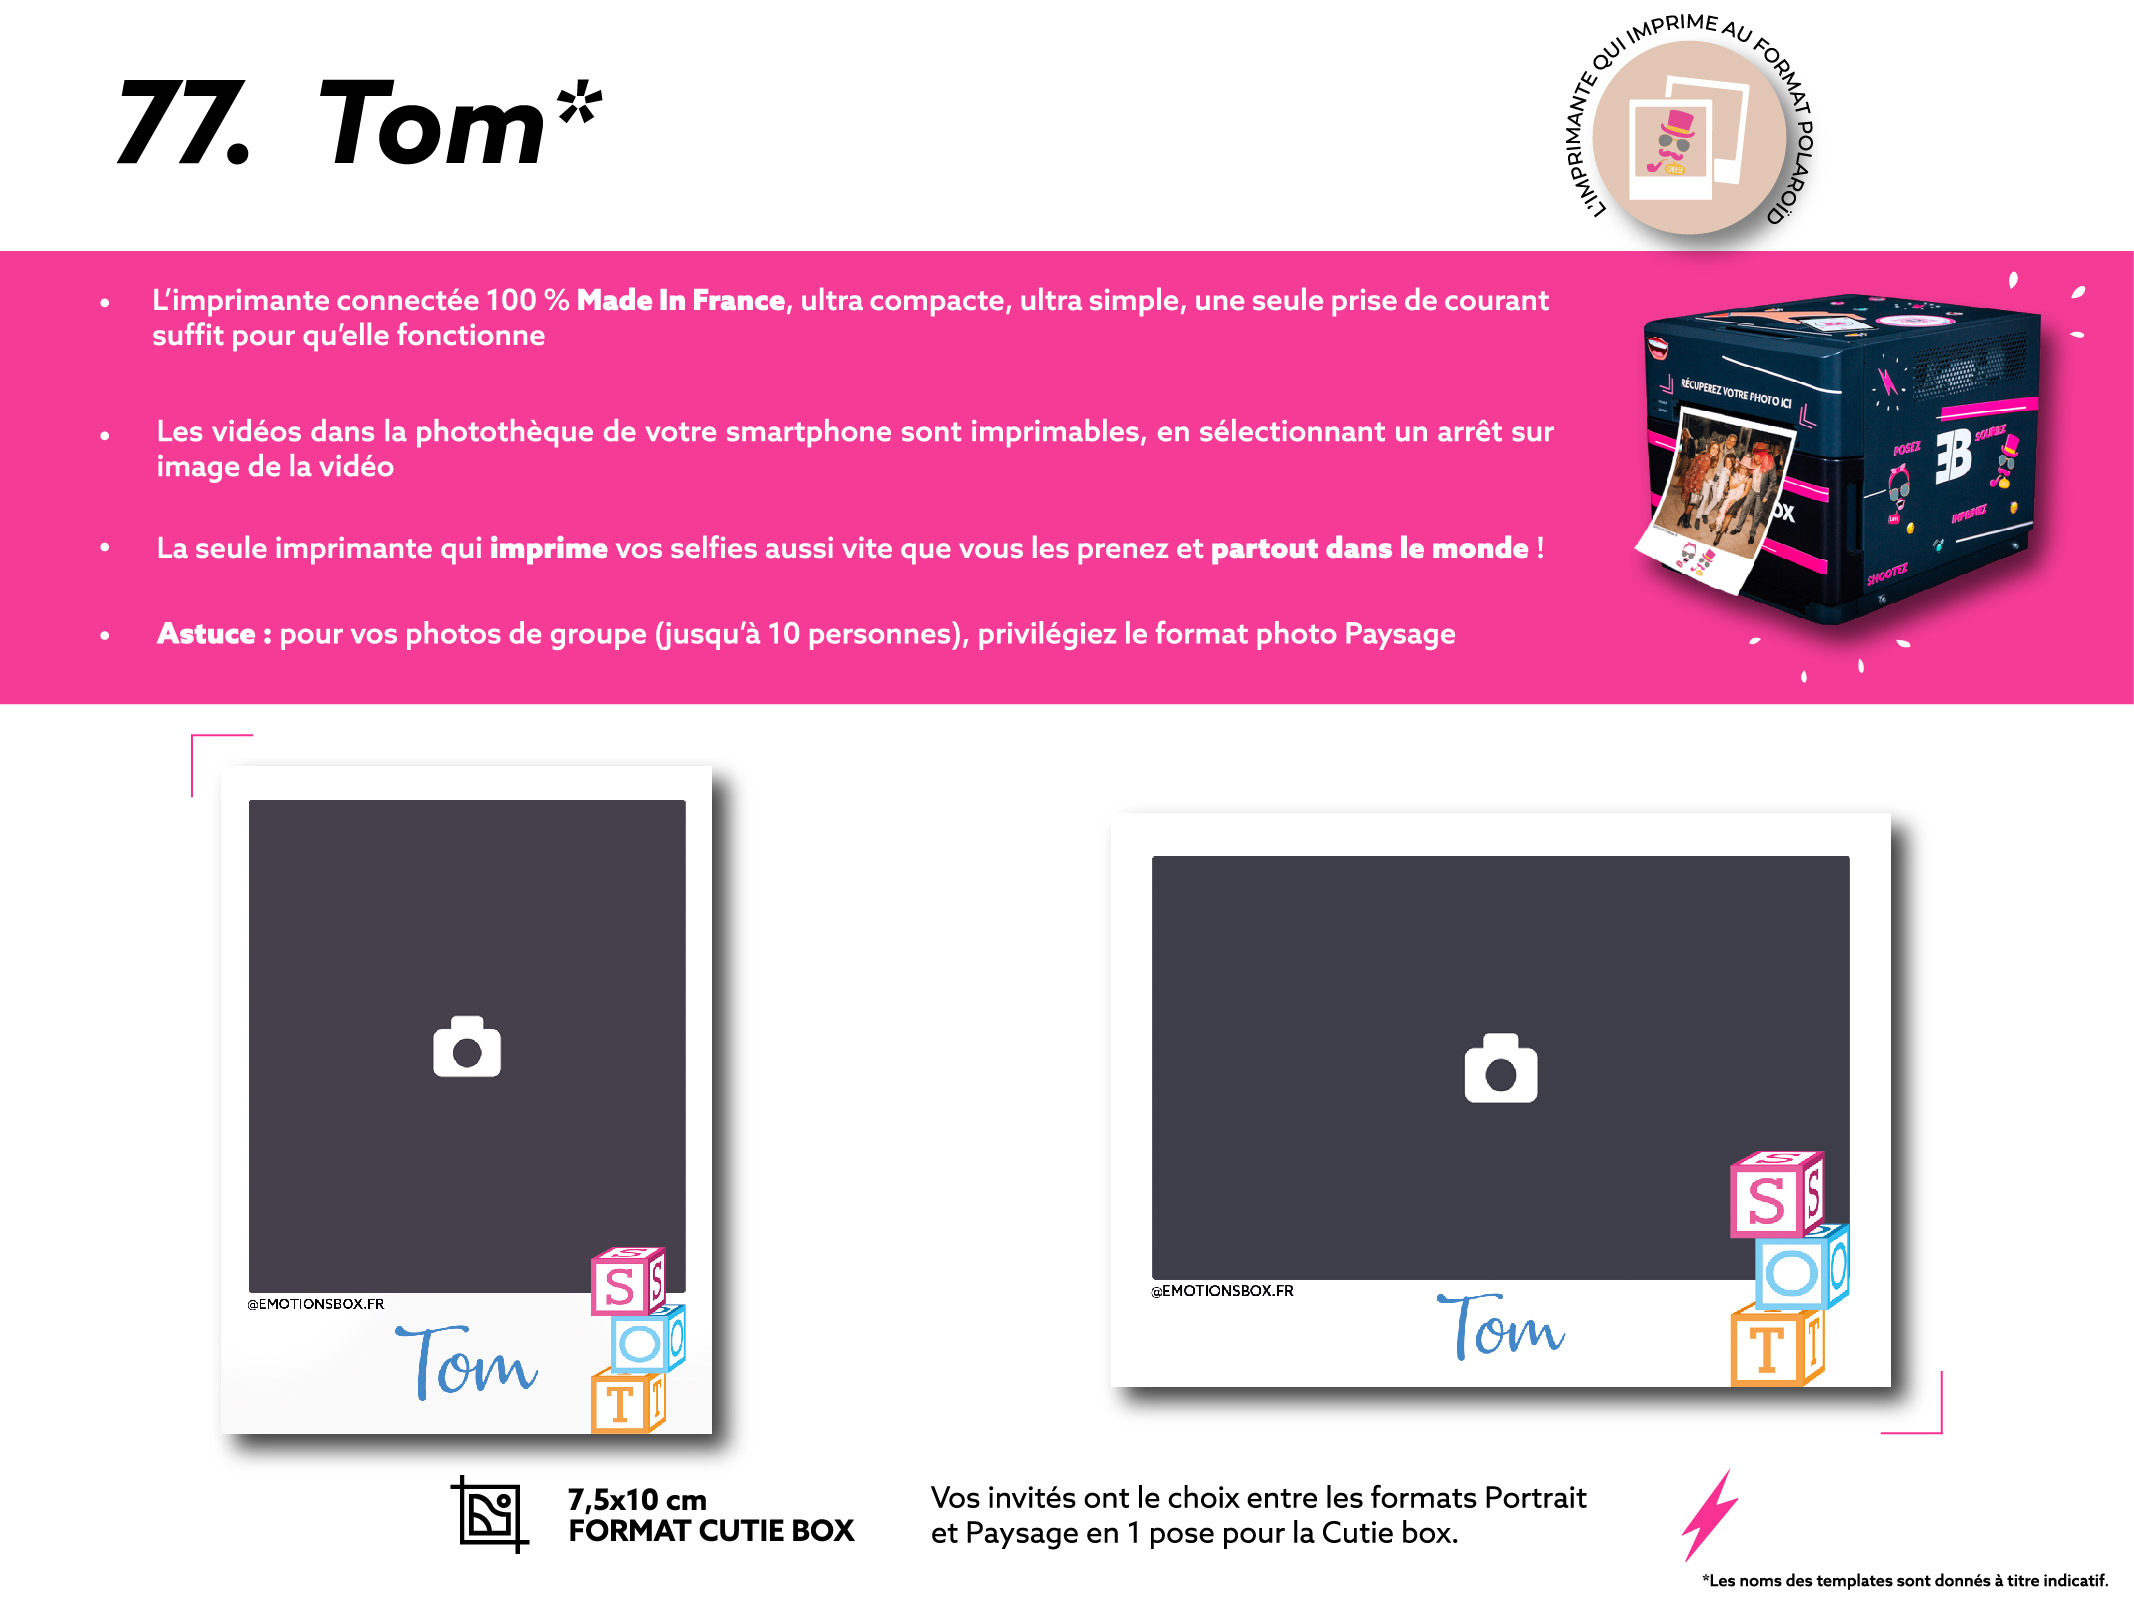 77. Tom*
L'IMPRIMANTE QUI IMPRIME AU FORMAT POLAROÏD
• L'imprimante connectée 100 % Made In France, ultra compacte, ultra simple, une seule prise de courant
suffit pour qu'elle fonctionne
• Les vidéos dans la photothèque de votre smartphone sont imprimables, en sélectionnant un arrêt sur
image de la vidéo
• La seule imprimante qui imprime vos selfies aussi vite que vous les prenez et partout dans le monde !
• Astuce : pour vos photos de groupe (jusqu'à 10 personnes), privilégiez le format photo Paysage
RÉCUPEREZ VOTRE PHOTO ICI
POSEZ
EB
SOURIEZ
OX
IMPRIMEZ
SHOOTEZ
@EMOTIONSBOX.FR
Tom
S S S
O O
T T
@EMOTIONSBOX.FR
Tom
S S S
O O
T T
7,5x10 cm
FORMAT CUTIE BOX
Vos invités ont le choix entre les formats Portrait
et Paysage en 1 pose pour la Cutie box.
*Les noms des templates sont donnés à titre indicatif.